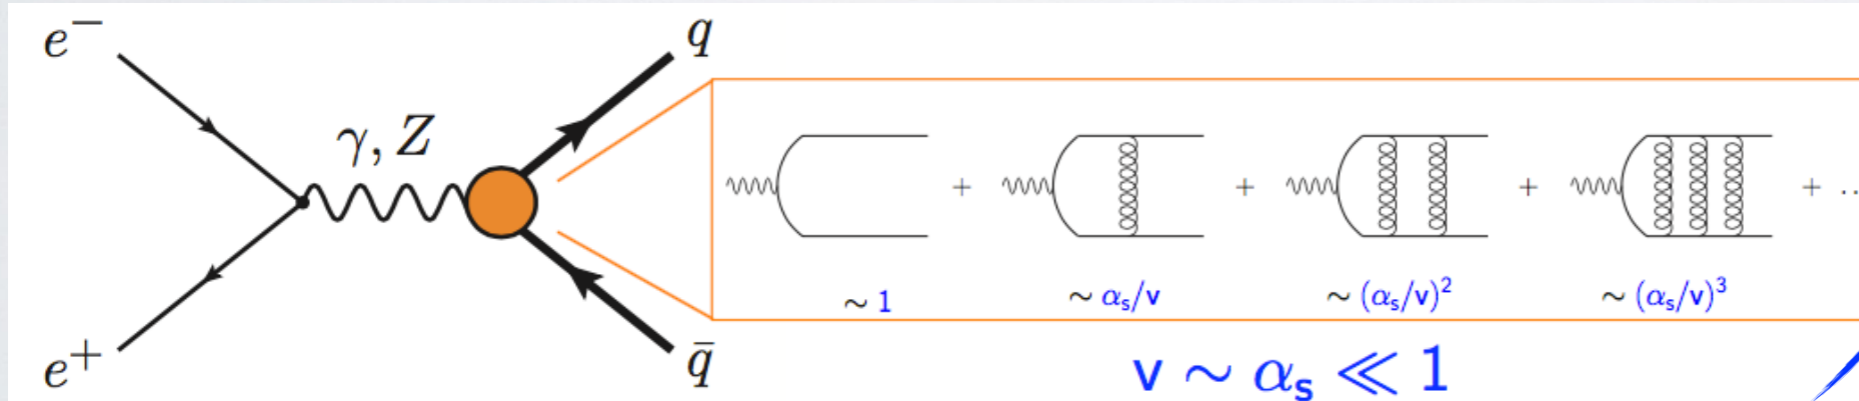 e⁻
q
γ, Z
+ + + + ..
~ 1 ~ αₛ/v ~ (αₛ/v)² ~ (αₛ/v)³
e⁺
q̄
v ~ αₛ ≪ 1